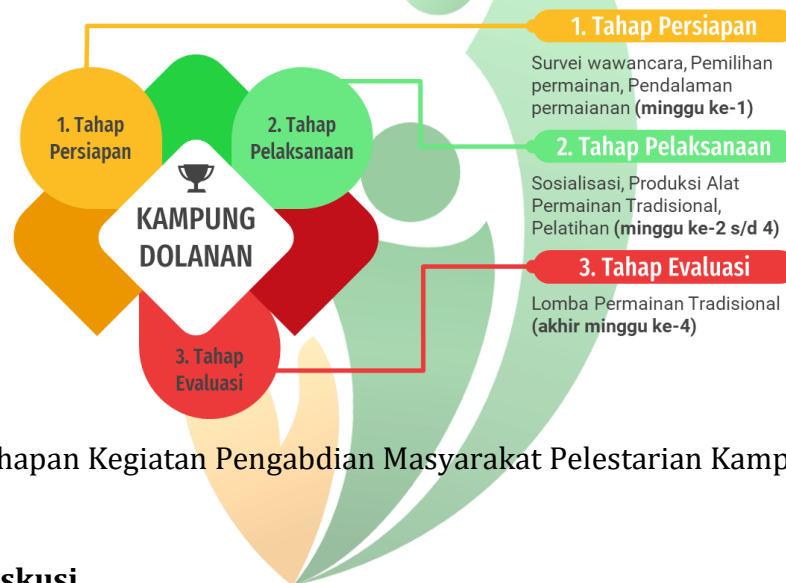 1. Tahap
Persiapan
2. Tahap
Pelaksanaan
KAMPUNG
DOLANAN
3. Tahap
Evaluasi
1. Tahap Persiapan
Survei wawancara, Pemilihan
permainan, Pendalaman
permaianan (minggu ke-1)
2. Tahap Pelaksanaan
Sosialisasi, Produksi Alat
Permainan Tradisional,
Pelatihan (minggu ke-2 s/d 4)
3. Tahap Evaluasi
Lomba Permainan Tradisional
(akhir minggu ke-4)
hapan Kegiatan Pengabdian Masyarakat Pelestarian Kamp
skusi